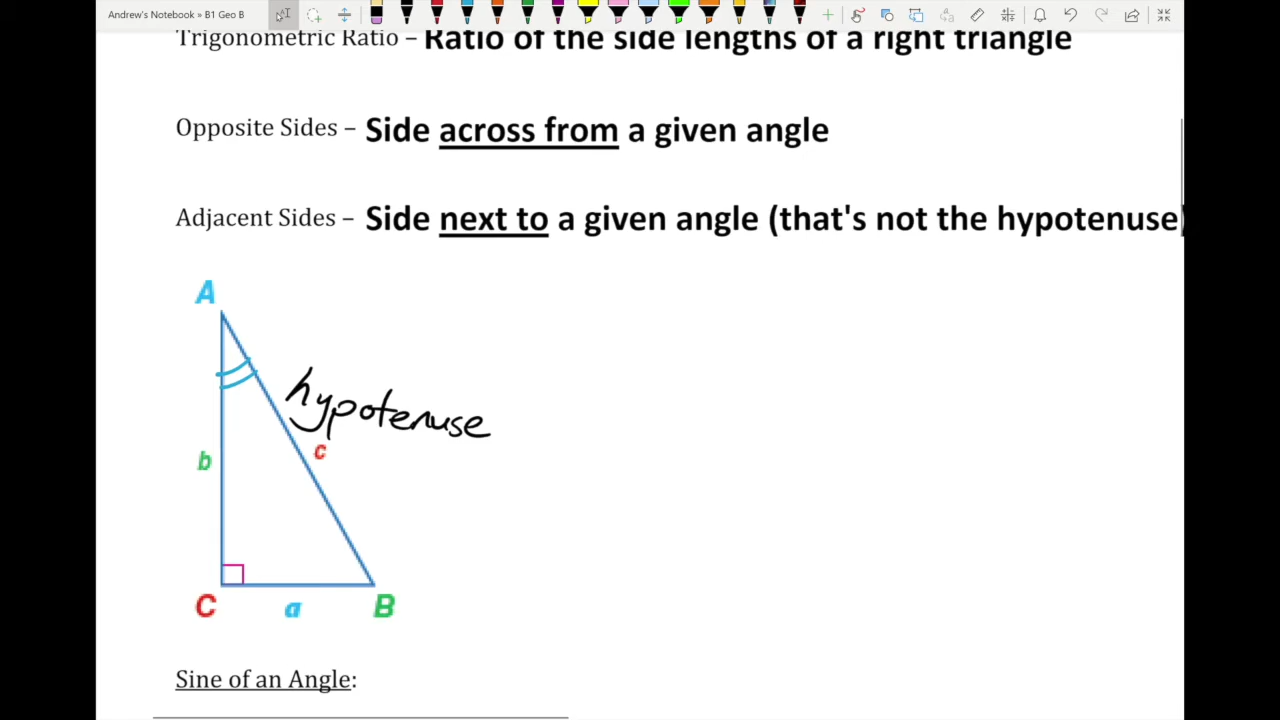 Andrew's Notebook » B1 Geo B
Trigonometric Ratio – Ratio of the side lengths of a right triangle
Opposite Sides – Side across from a given angle
Adjacent Sides – Side next to a given angle (that's not the hypotenuse)
A
hypotenuse
c
b
C
a
B
Sine of an Angle: